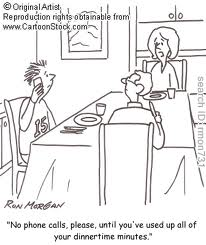 © Original Artist
Reproduction rights obtainable from
www.CartoonStock.com
search ID: rmon731
15
RON MORGAN
"No phone calls, please, until you've used up all of
your dinnertime minutes."